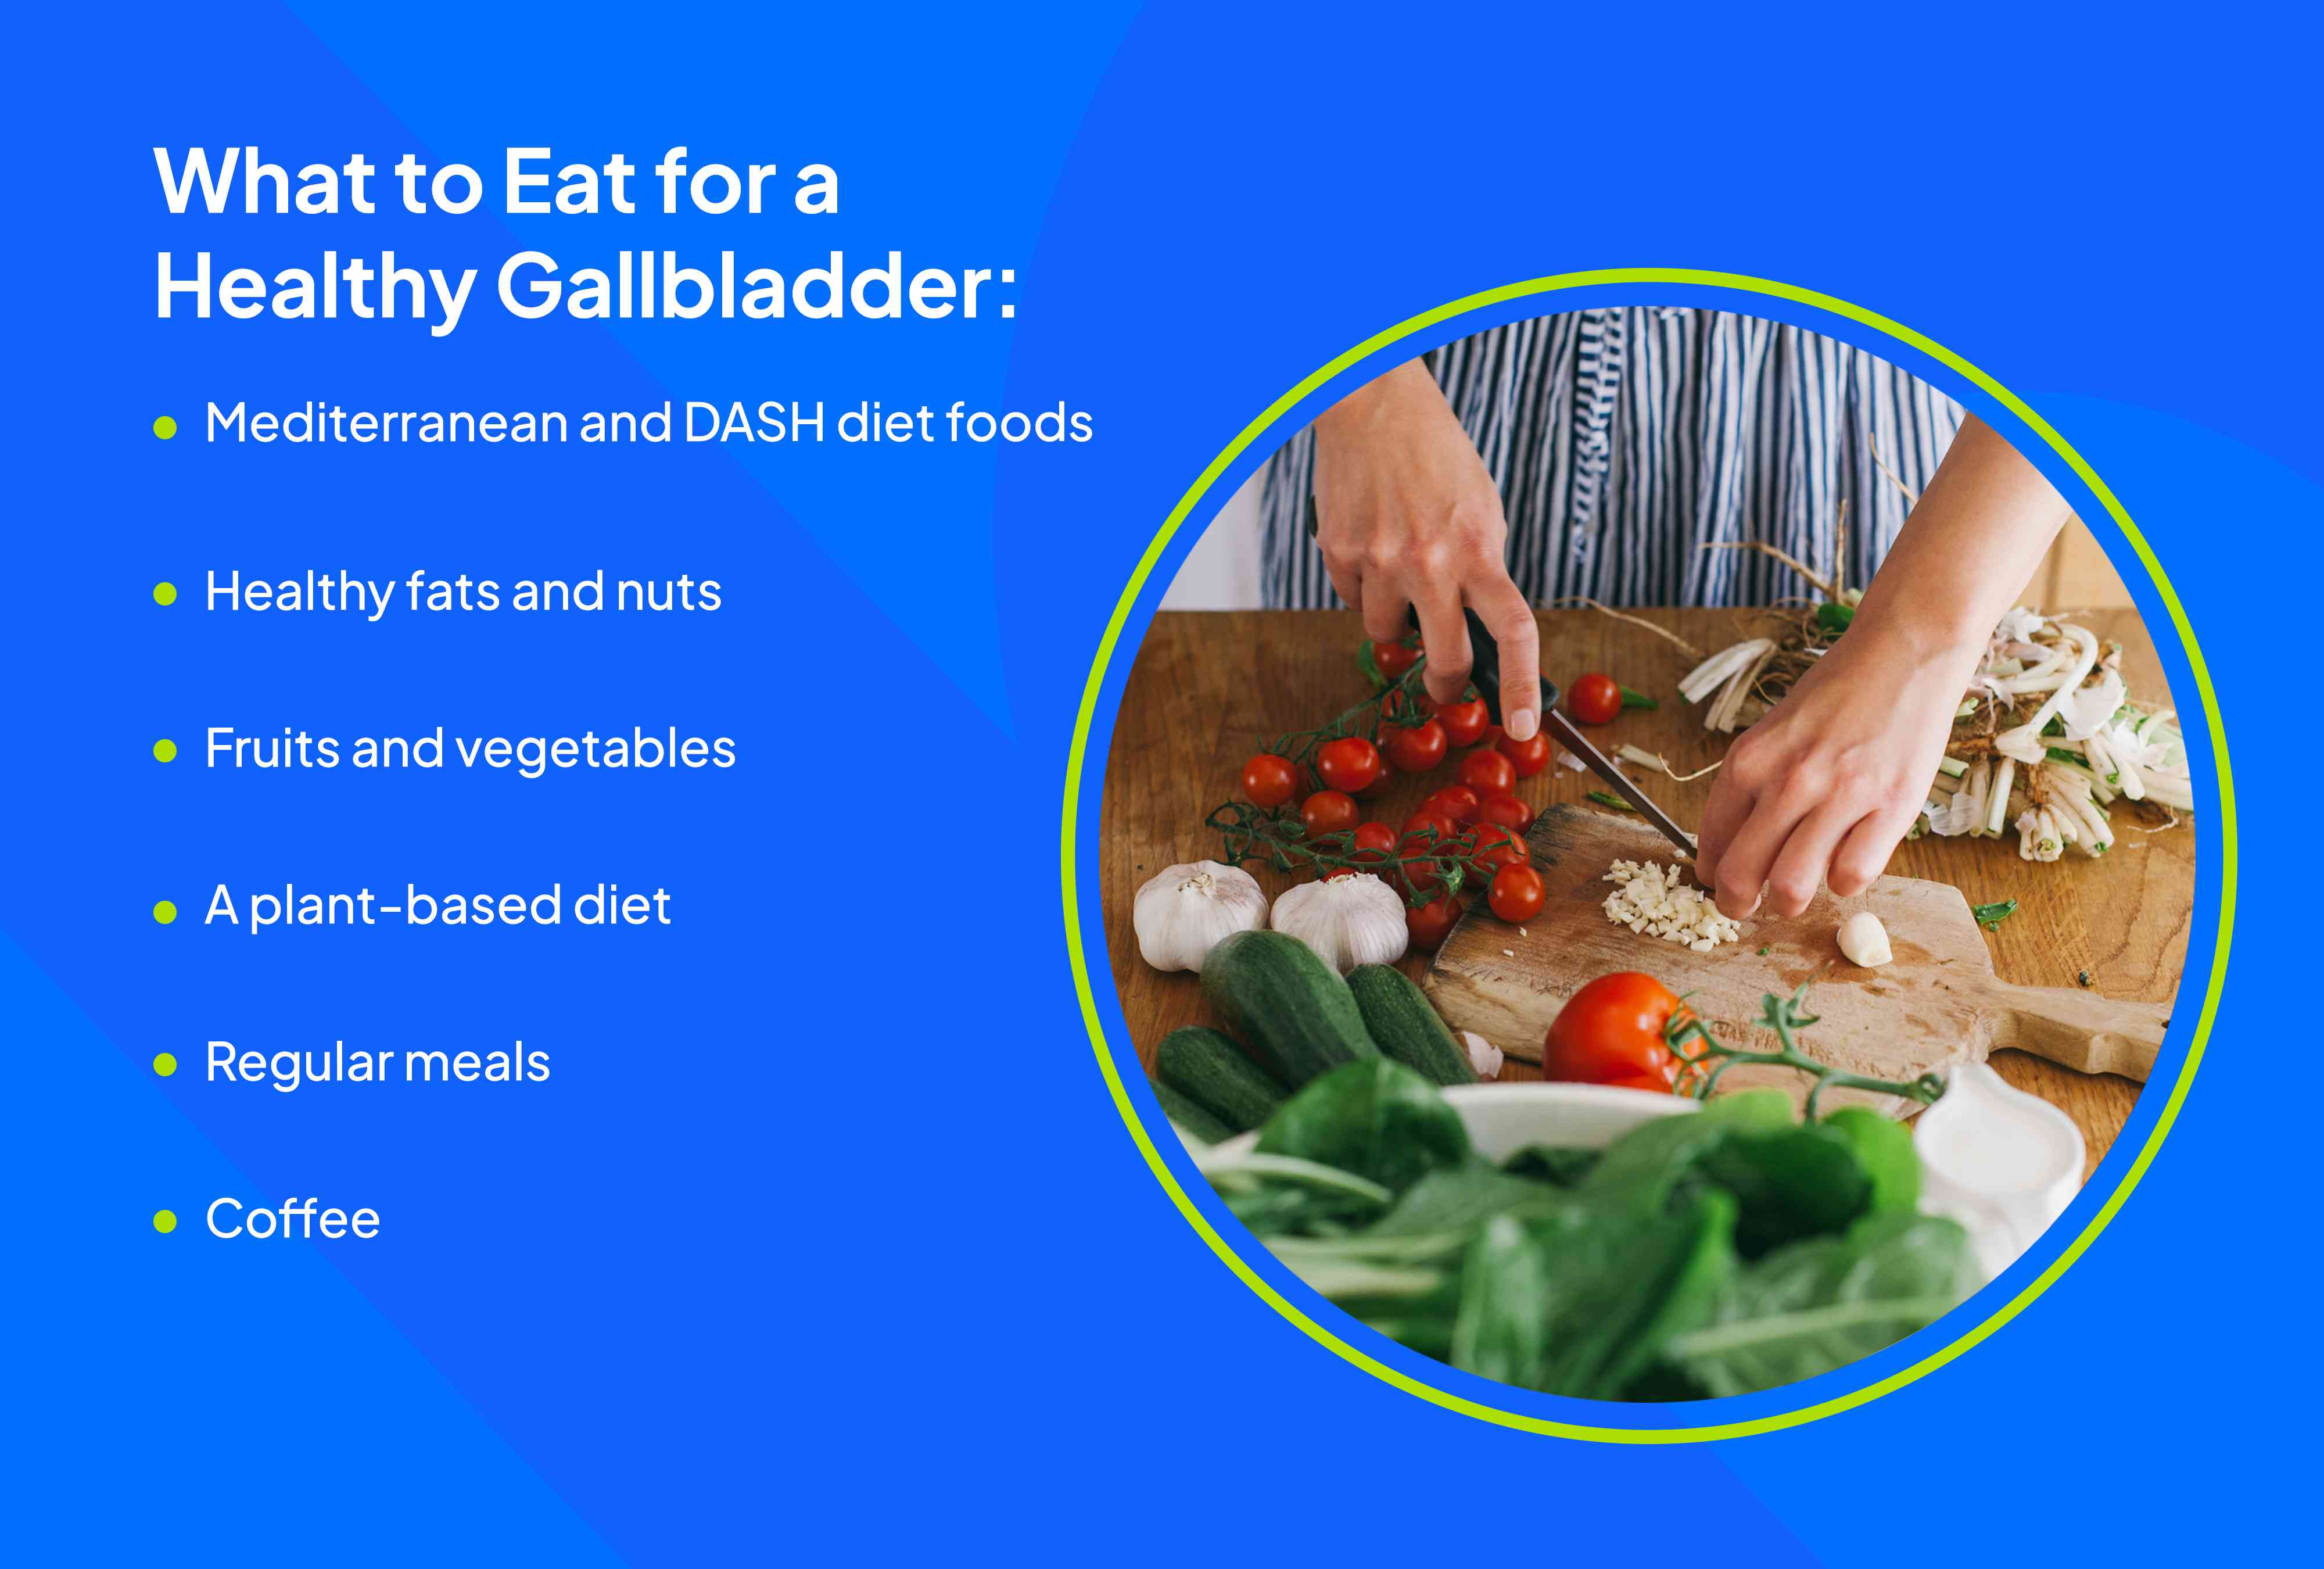 What to Eat for a
Healthy Gallbladder:
Mediterranean and DASH diet foods
Healthy fats and nuts
Fruits and vegetables
A plant-based diet
Regular meals
Coffee